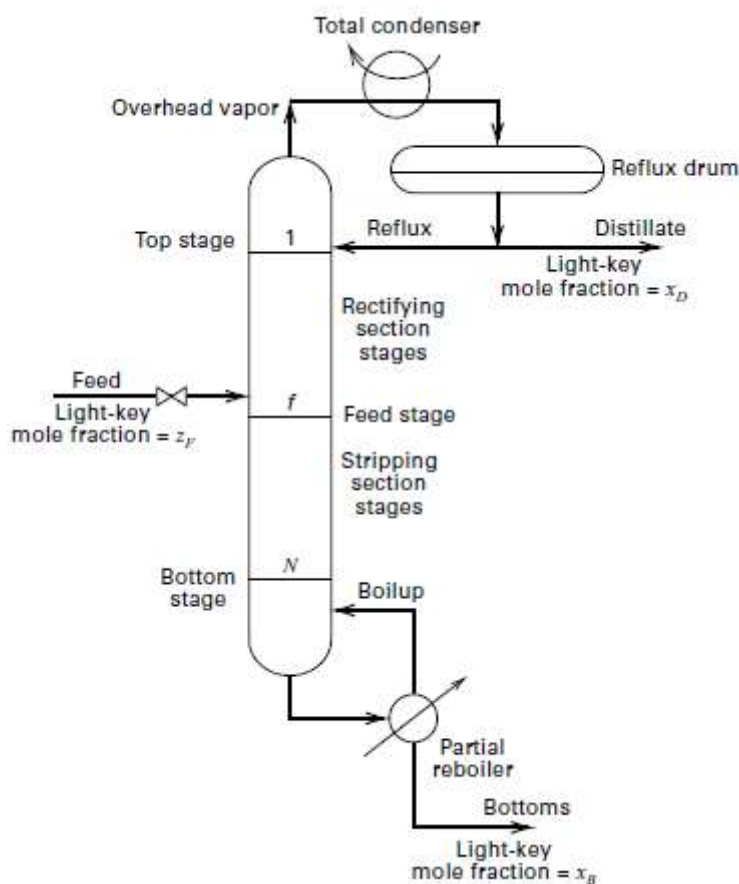 Total condenser
Overhead vapor
Reflux drum
Reflux
Distillate
Top stage
1
Light-key
mole fraction = x_D
Rectifying
section
stages
Feed
Light-key
mole fraction = z_F
f
Feed stage
Stripping
section
stages
N
Bottom
stage
Boilup
Partial
reboiler
Bottoms
Light-key
mole fraction = x_B